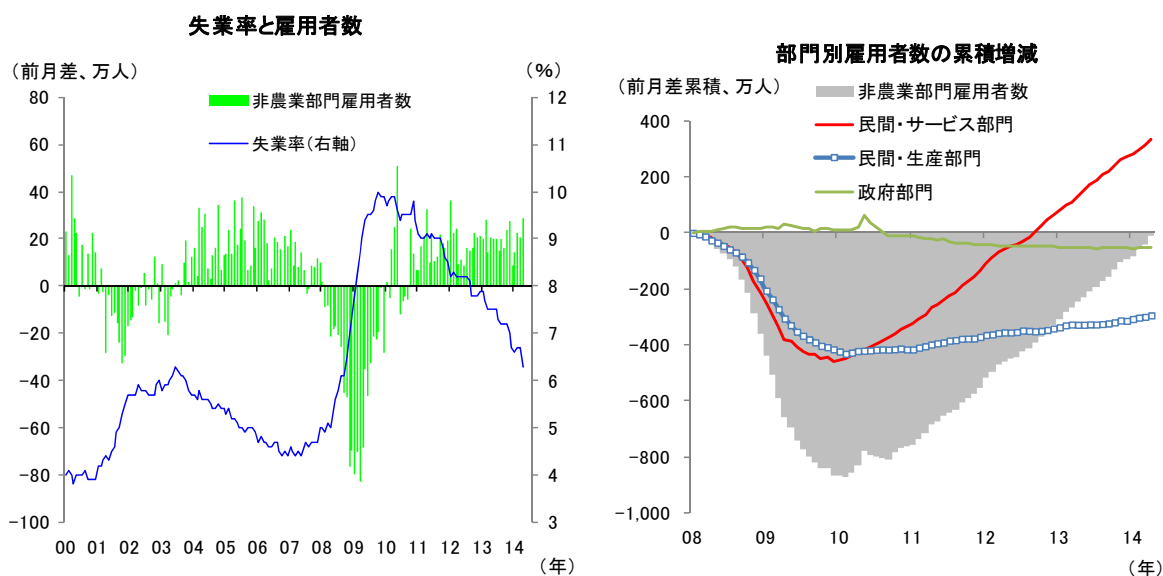 失業率と雇用者数
（前月差、万人）
（％）
非農業部門雇用者数
失業率（右軸）
80
60
40
20
0
−20
−40
−60
−80
−100
12
11
10
9
8
7
6
5
4
3
00 01 02 03 04 05 06 07 08 09 10 11 12 13 14
（年）
部門別雇用者数の累積増減
（前月差累積、万人）
非農業部門雇用者数
民間・サービス部門
民間・生産部門
政府部門
400
200
0
−200
−400
−600
−800
−1,000
08 09 10 11 12 13 14
（年）